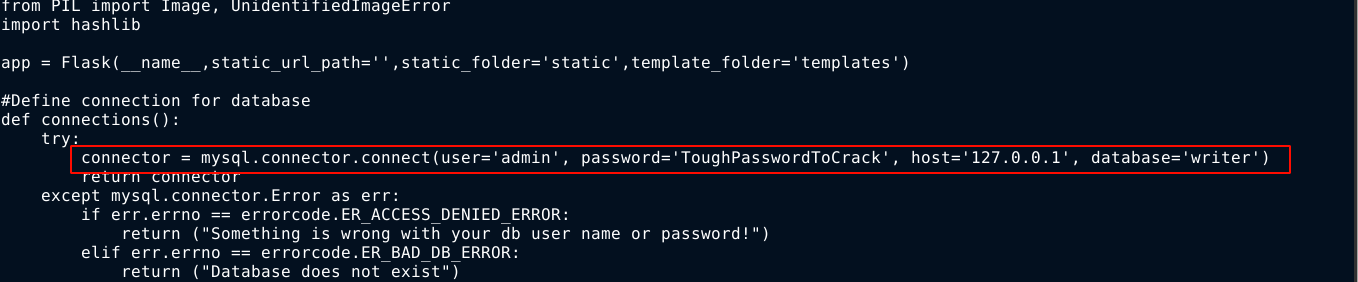 from PIL import Image, UnidentifiedImageError
import hashlib
app = Flask(__name__,static_url_path='',static_folder='static',template_folder='templates')
#Define connection for database
def connections():
    try:
        connector = mysql.connector.connect(user='admin', password='ToughPasswordToCrack', host='127.0.0.1', database='writer')
        return connector
    except mysql.connector.Error as err:
        if err.errno == errorcode.ER_ACCESS_DENIED_ERROR:
            return ("Something is wrong with your db user name or password!")
        elif err.errno == errorcode.ER_BAD_DB_ERROR:
            return ("Database does not exist")